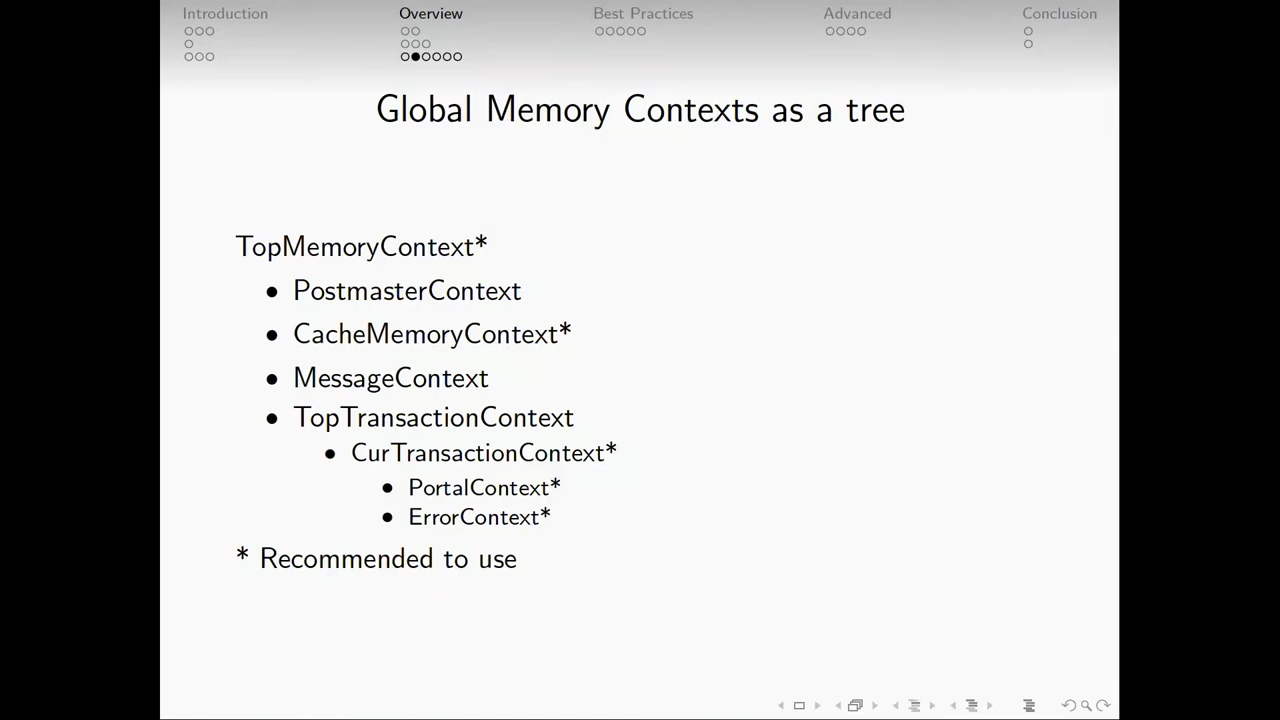 Introduction Overview Best Practices Advanced Conclusion
Global Memory Contexts as a tree
TopMemoryContext*
• PostmasterContext
• CacheMemoryContext*
• MessageContext
• TopTransactionContext
• CurTransactionContext*
• PortalContext*
• ErrorContext*
* Recommended to use